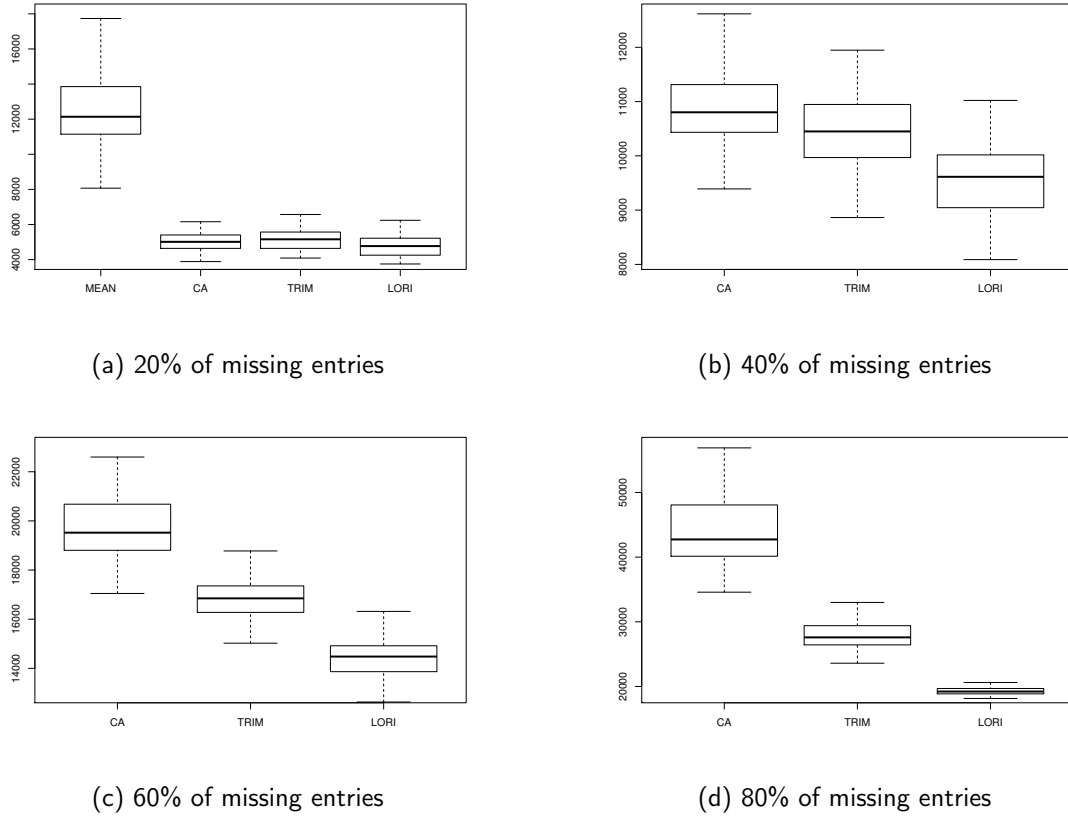 16000
12000
8000
6000
4000
MEAN CA TRIM LORI
(a) 20% of missing entries
12000
11000
10000
9000
8000
CA TRIM LORI
(b) 40% of missing entries
22000
20000
18000
16000
14000
CA TRIM LORI
(c) 60% of missing entries
50000
40000
30000
20000
CA TRIM LORI
(d) 80% of missing entries